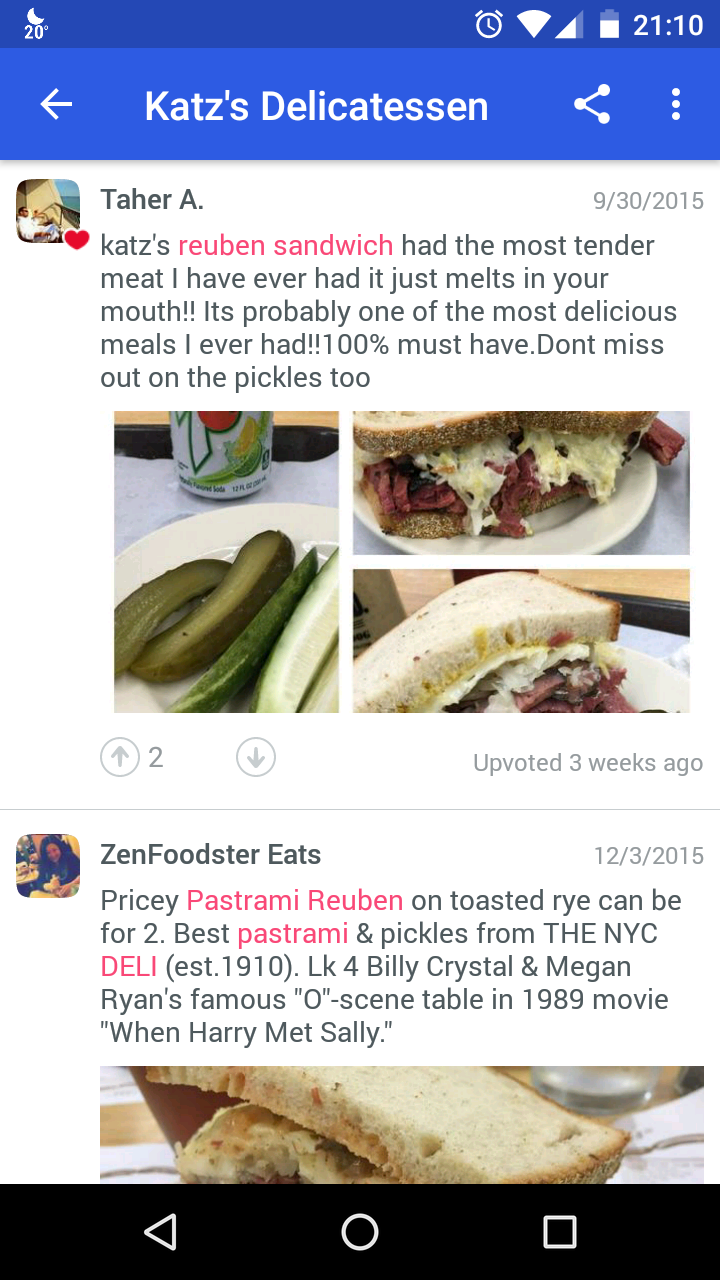 20°
21:10
Katz's Delicatessen
Taher A.
9/30/2015
katz's reuben sandwich had the most tender
meat I have ever had it just melts in your
mouth!! Its probably one of the most delicious
meals I ever had!!100% must have.Dont miss
out on the pickles too
12 FL OZ
2
Upvoted 3 weeks ago
ZenFoodster Eats
12/3/2015
Pricey Pastrami Reuben on toasted rye can be
for 2. Best pastrami & pickles from THE NYC
DELI (est.1910). Lk 4 Billy Crystal & Megan
Ryan's famous "O"-scene table in 1989 movie
"When Harry Met Sally."